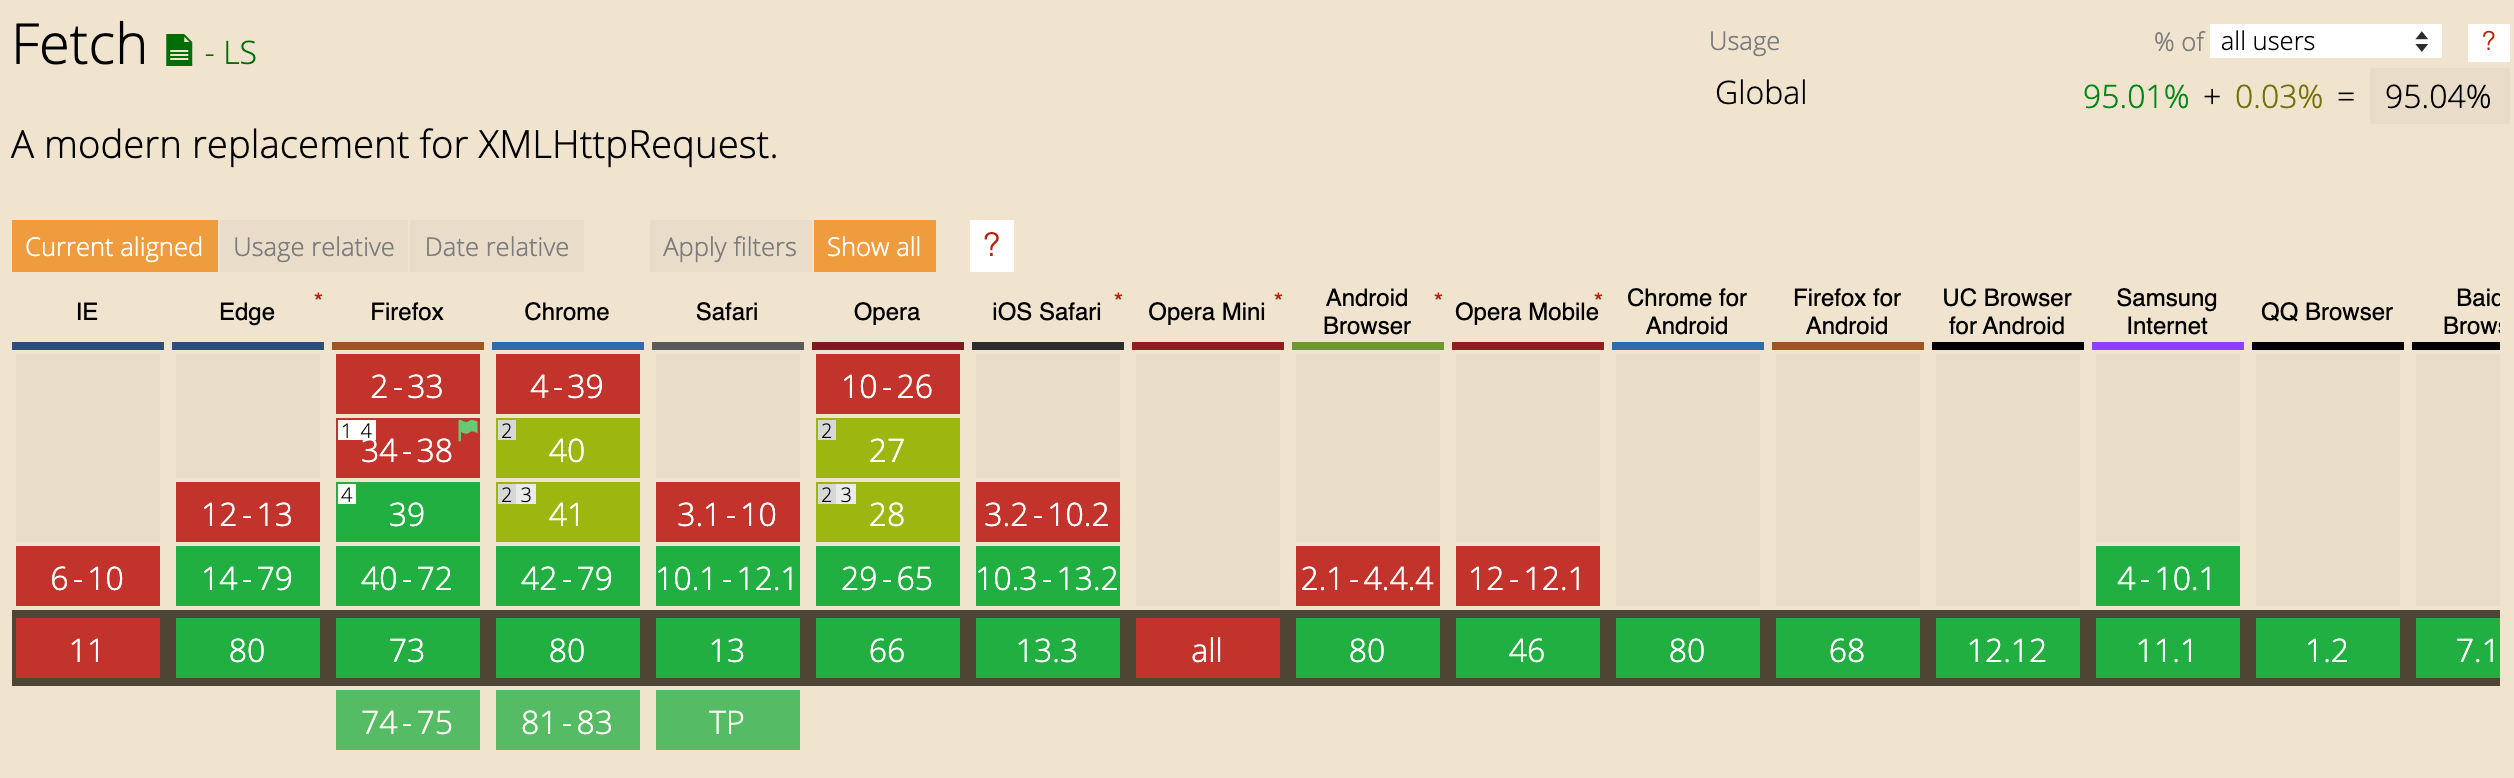 Fetch - LS
Usage % of all users ?
Global 95.01% + 0.03% = 95.04%
A modern replacement for XMLHttpRequest.
Current aligned Usage relative Date relative Apply filters Show all ?
IE Edge * Firefox Chrome Safari Opera iOS Safari * Opera Mini * Android Browser * Opera Mobile * Chrome for Android Firefox for Android UC Browser for Android Samsung Internet QQ Browser Baid Brows
2-33 4-39 10-26
1 4 34-38 2 40 2 27
12-13 4 39 2 3 41 3.1-10 2 3 28 3.2-10.2
6-10 14-79 40-72 42-79 10.1-12.1 29-65 10.3-13.2 2.1-4.4.4 12-12.1 4-10.1
11 80 73 80 13 66 13.3 all 80 46 80 68 12.12 11.1 1.2 7.1
74-75 81-83 TP